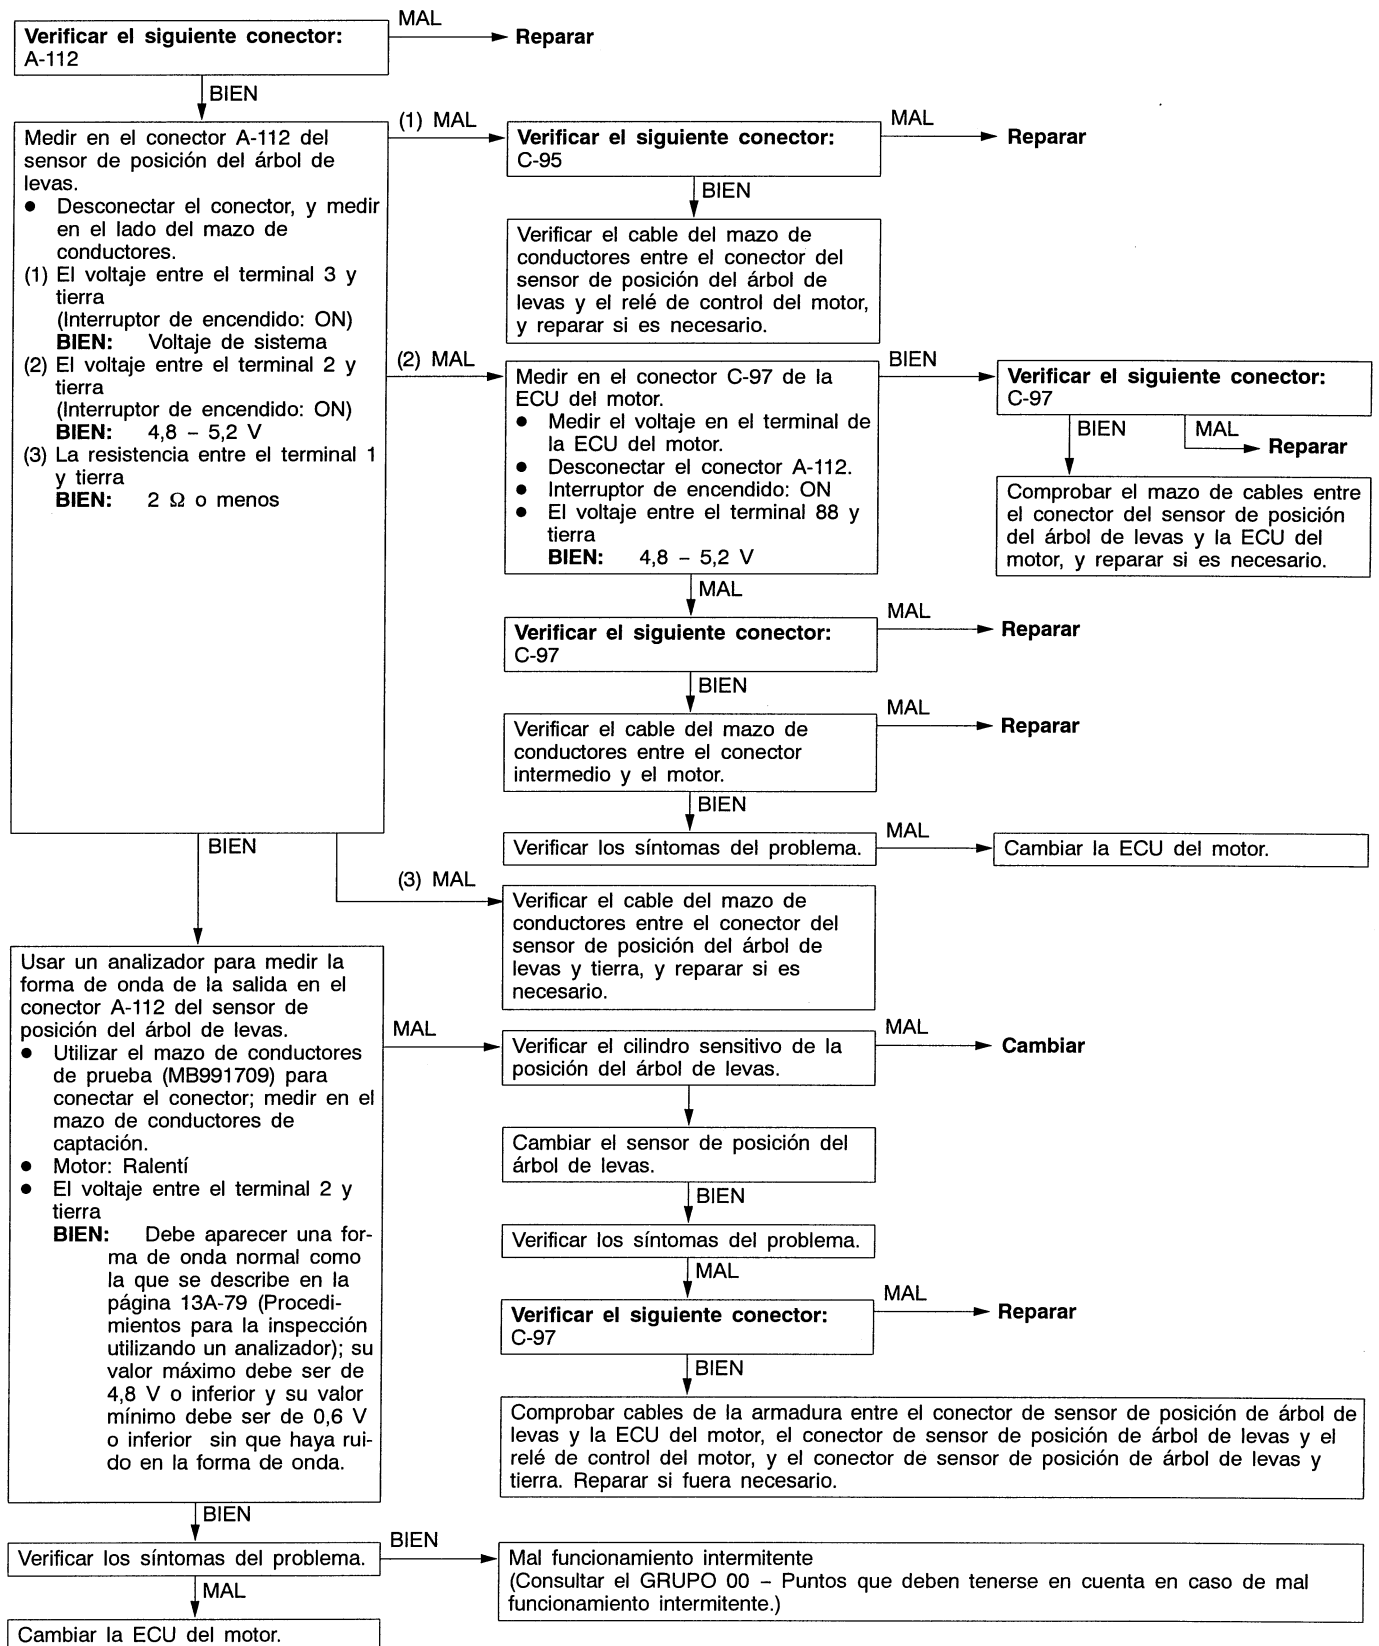 Verificar el siguiente conector:
A-112
MAL
Reparar
BIEN
Medir en el conector A-112 del
sensor de posición del árbol de
levas.
● Desconectar el conector, y medir
en el lado del mazo de
conductores.
(1) El voltaje entre el terminal 3 y
tierra
(Interruptor de encendido: ON)
BIEN: Voltaje de sistema
(2) El voltaje entre el terminal 2 y
tierra
(Interruptor de encendido: ON)
BIEN: 4,8 – 5,2 V
(3) La resistencia entre el terminal 1
y tierra
BIEN: 2 Ω o menos
(1) MAL
Verificar el siguiente conector:
C-95
MAL
Reparar
BIEN
Verificar el cable del mazo de
conductores entre el conector del
sensor de posición del árbol de
levas y el relé de control del motor,
y reparar si es necesario.
(2) MAL
Medir en el conector C-97 de la
ECU del motor.
● Medir el voltaje en el terminal de
la ECU del motor.
● Desconectar el conector A-112.
● Interruptor de encendido: ON
● El voltaje entre el terminal 88 y
tierra
BIEN: 4,8 – 5,2 V
BIEN
Verificar el siguiente conector:
C-97
BIEN
MAL
Reparar
Comprobar el mazo de cables entre
el conector del sensor de posición
del árbol de levas y la ECU del
motor, y reparar si es necesario.
MAL
Verificar el siguiente conector:
C-97
MAL
Reparar
BIEN
Verificar el cable del mazo de
conductores entre el conector
intermedio y el motor.
MAL
Reparar
BIEN
Verificar los síntomas del problema.
MAL
Cambiar la ECU del motor.
(3) MAL
Verificar el cable del mazo de
conductores entre el conector del
sensor de posición del árbol de
levas y tierra, y reparar si es
necesario.
BIEN
Usar un analizador para medir la
forma de onda de la salida en el
conector A-112 del sensor de
posición del árbol de levas.
● Utilizar el mazo de conductores
de prueba (MB991709) para
conectar el conector; medir en el
mazo de conductores de
captación.
● Motor: Ralentí
● El voltaje entre el terminal 2 y
tierra
BIEN: Debe aparecer una for-
ma de onda normal como
la que se describe en la
página 13A-79 (Procedi-
mientos para la inspección
utilizando un analizador); su
valor máximo debe ser de
4,8 V o inferior y su valor
mínimo debe ser de 0,6 V
o inferior sin que haya rui-
do en la forma de onda.
MAL
Verificar el cilindro sensitivo de la
posición del árbol de levas.
MAL
Cambiar
Cambiar el sensor de posición del
árbol de levas.
BIEN
Verificar los síntomas del problema.
MAL
Verificar el siguiente conector:
C-97
MAL
Reparar
BIEN
Comprobar cables de la armadura entre el conector de sensor de posición de árbol de
levas y la ECU del motor, el conector de sensor de posición de árbol de levas y el
relé de control del motor, y el conector de sensor de posición de árbol de levas y
tierra. Reparar si fuera necesario.
BIEN
Verificar los síntomas del problema.
BIEN
Mal funcionamiento intermitente
(Consultar el GRUPO 00 – Puntos que deben tenerse en cuenta en caso de mal
funcionamiento intermitente.)
MAL
Cambiar la ECU del motor.